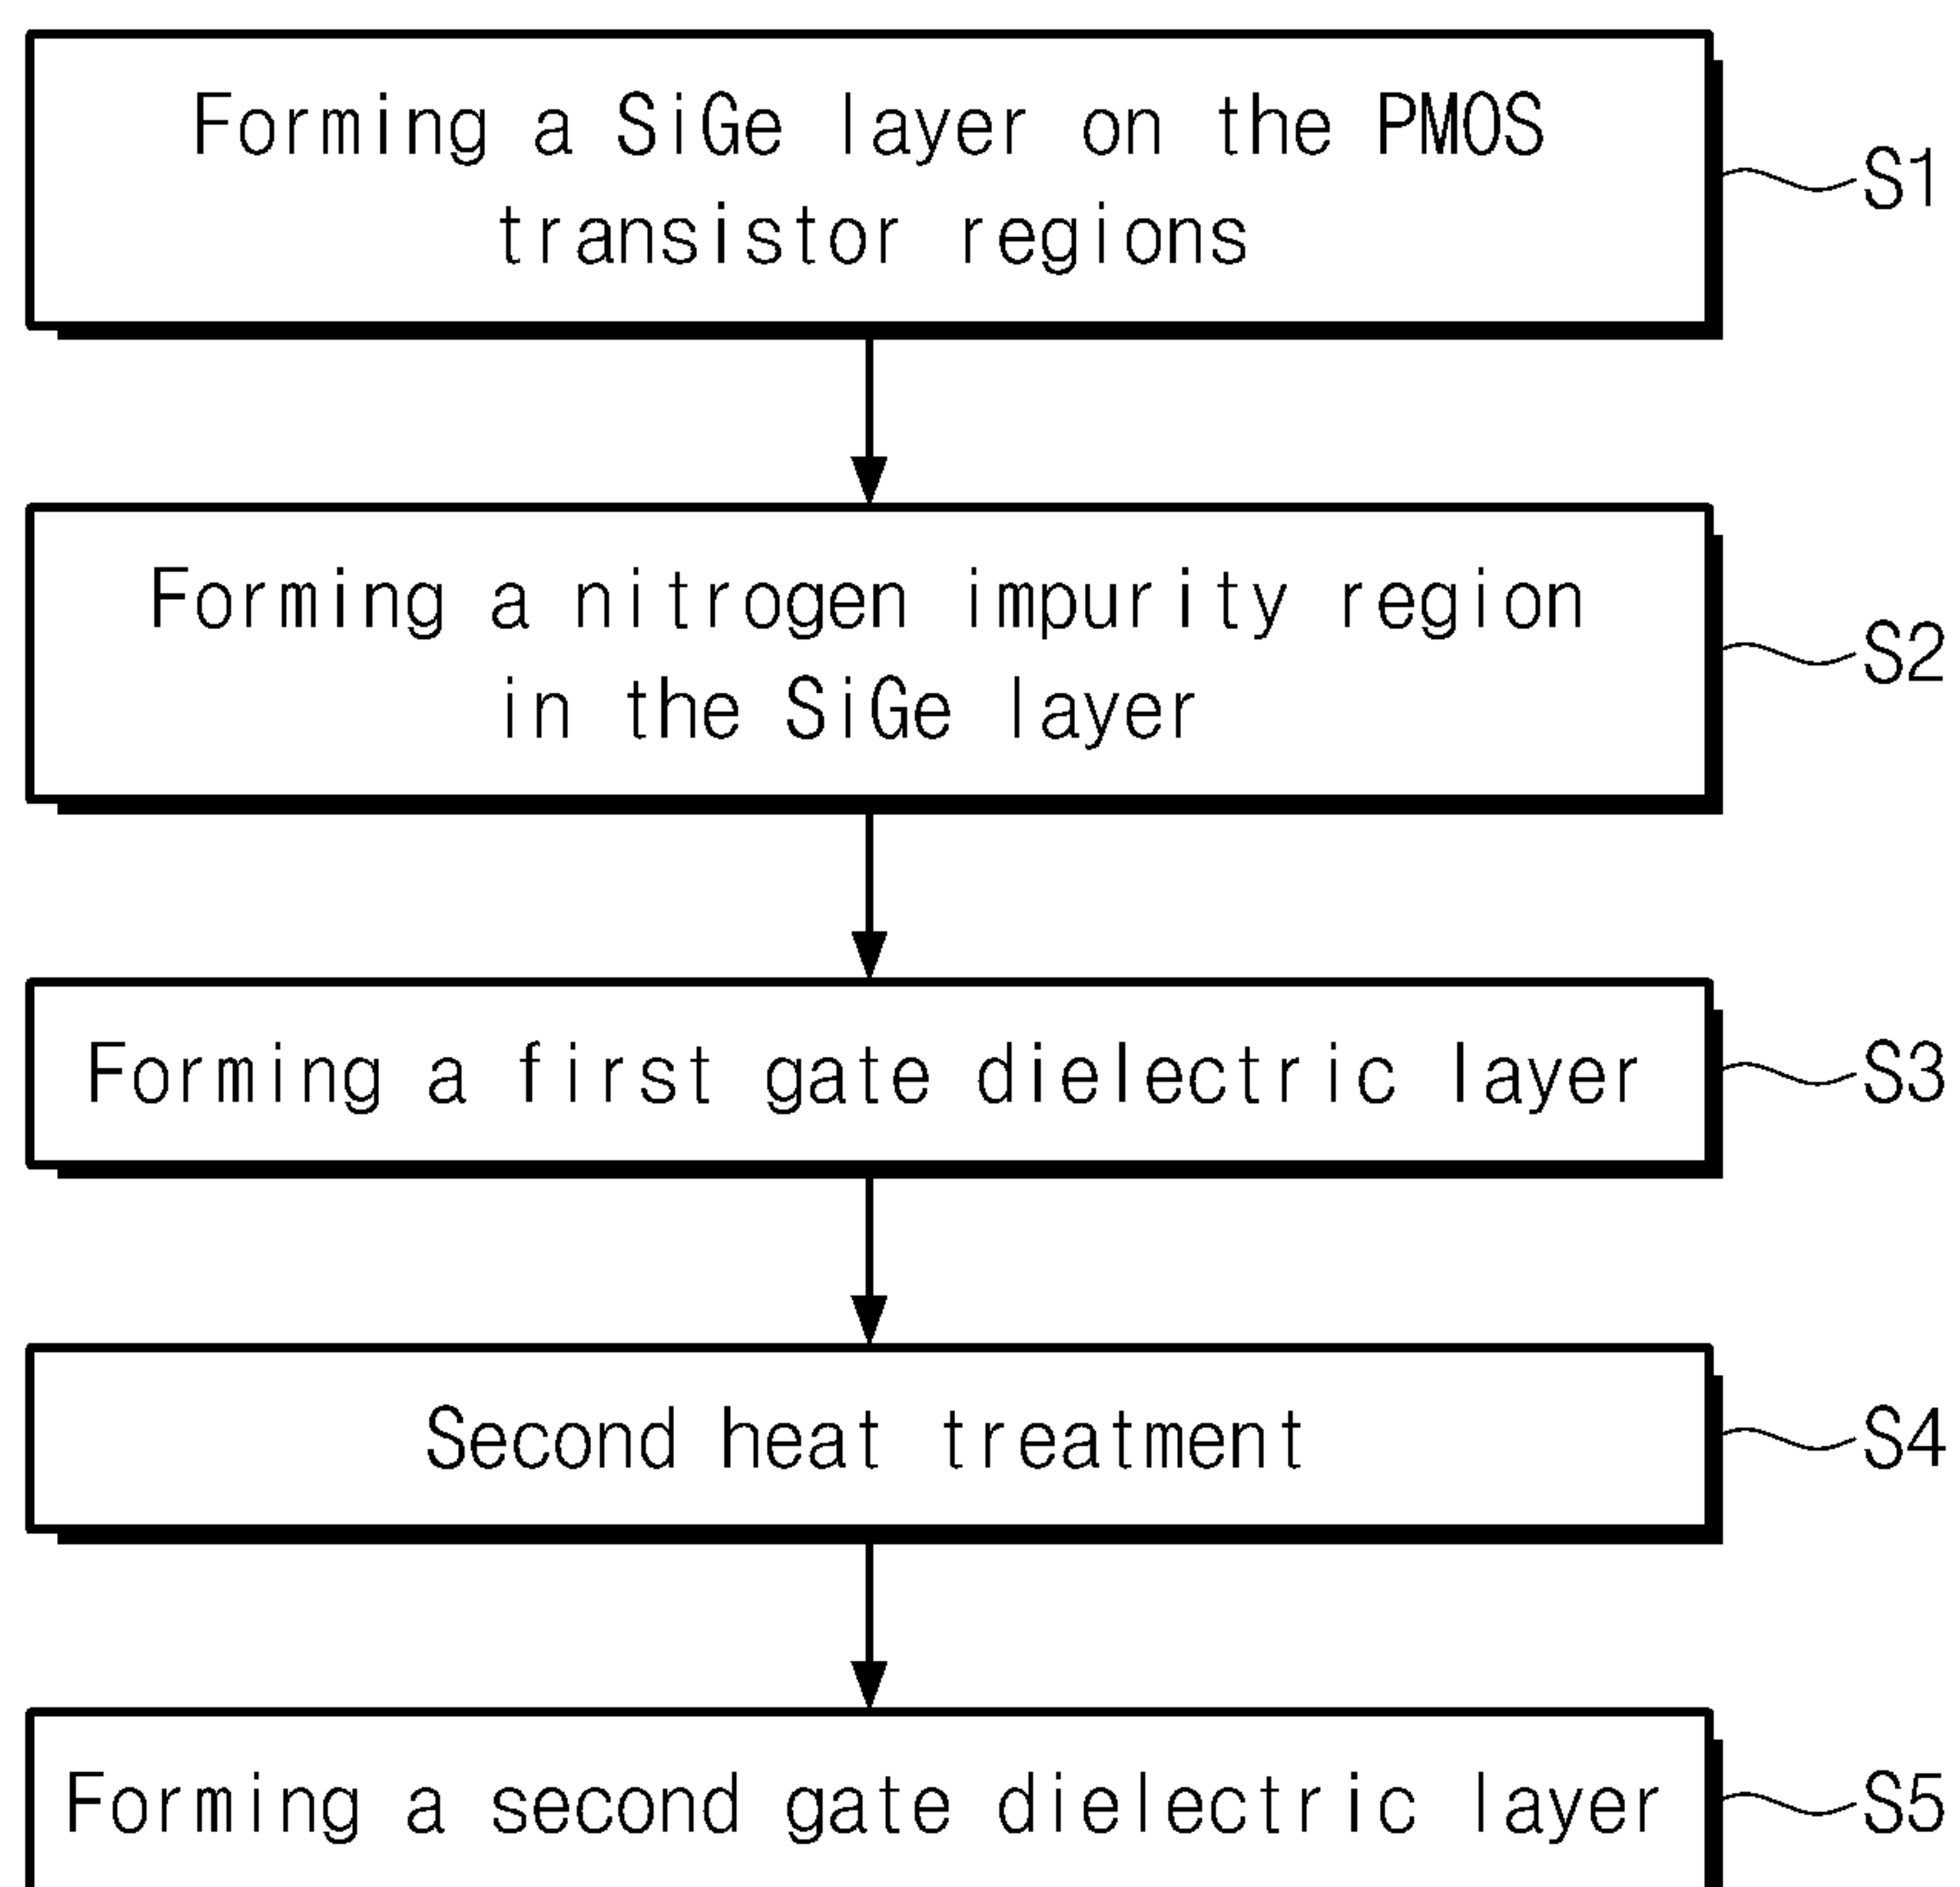 Forming a SiGe layer on the PMOS
transistor regions
S1
Forming a nitrogen impurity region
in the SiGe layer
S2
Forming a first gate dielectric layer
S3
Second heat treatment
S4
Forming a second gate dielectric layer
S5